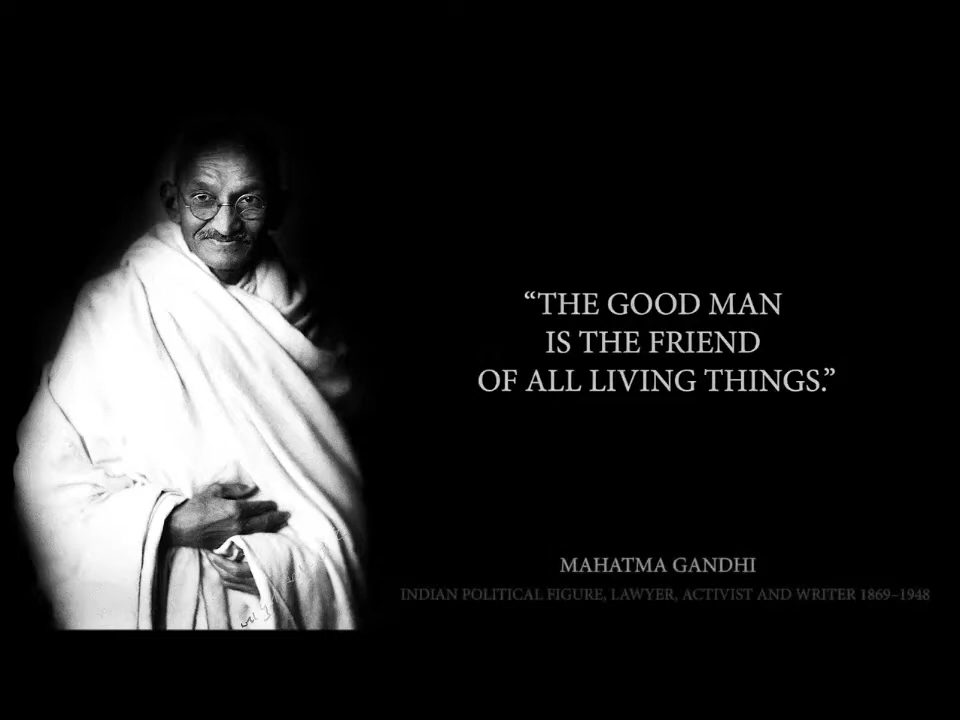 “THE GOOD MAN
IS THE FRIEND
OF ALL LIVING THINGS.”
MAHATMA GANDHI
INDIAN POLITICAL FIGURE, LAWYER, ACTIVIST AND WRITER 1869–1948